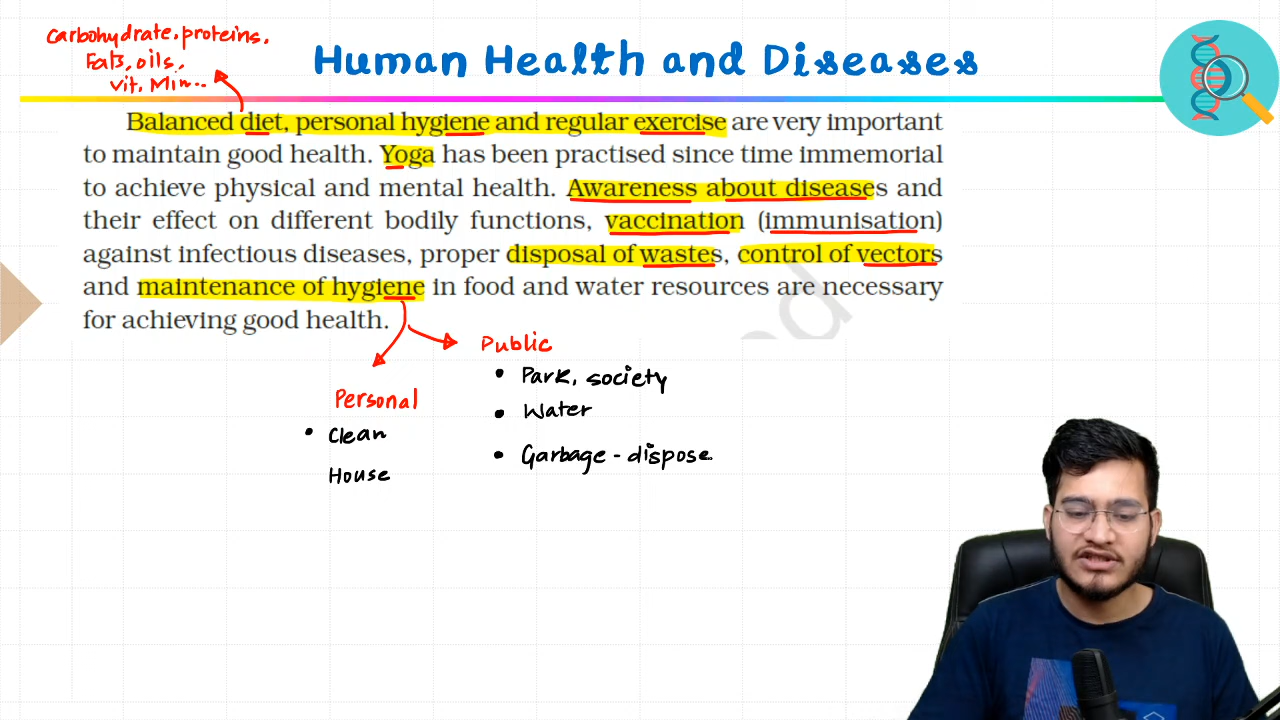 Carbohydrate, proteins,
Fats, oils,
vit, Min...
Human Health and Diseases
Balanced diet, personal hygiene and regular exercise are very important
to maintain good health. Yoga has been practised since time immemorial
to achieve physical and mental health. Awareness about diseases and
their effect on different bodily functions, vaccination (immunisation)
against infectious diseases, proper disposal of wastes, control of vectors
and maintenance of hygiene in food and water resources are necessary
for achieving good health.
Public
• Park, society
• Water
• Garbage - dispose
Personal
• Clean
House